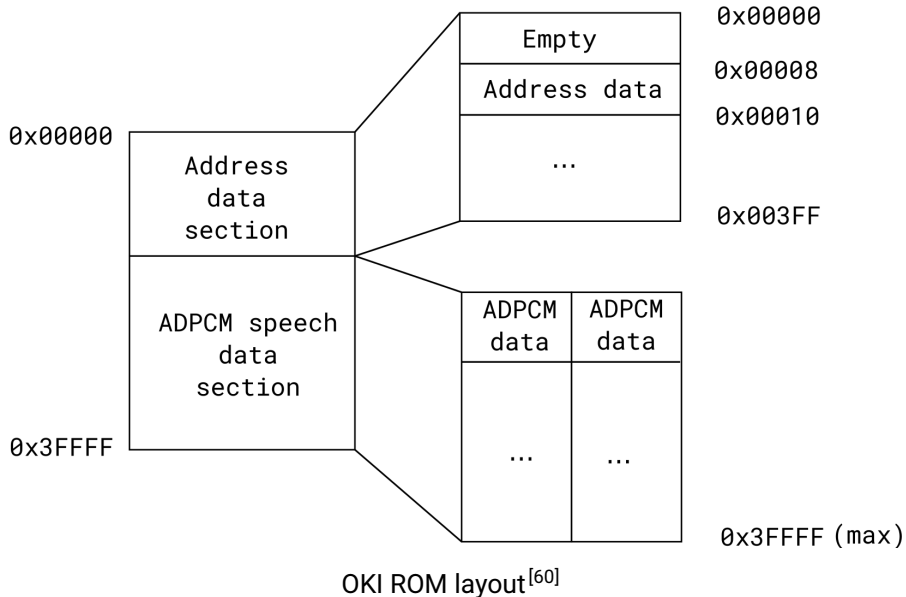 0x00000
Address
data
section
ADPCM speech
data
section
0x3FFFF
Empty
Address data
...
0x00000
0x00008
0x00010
0x003FF
ADPCM
data
ADPCM
data
...
...
0x3FFFF (max)
OKI ROM layout[60]